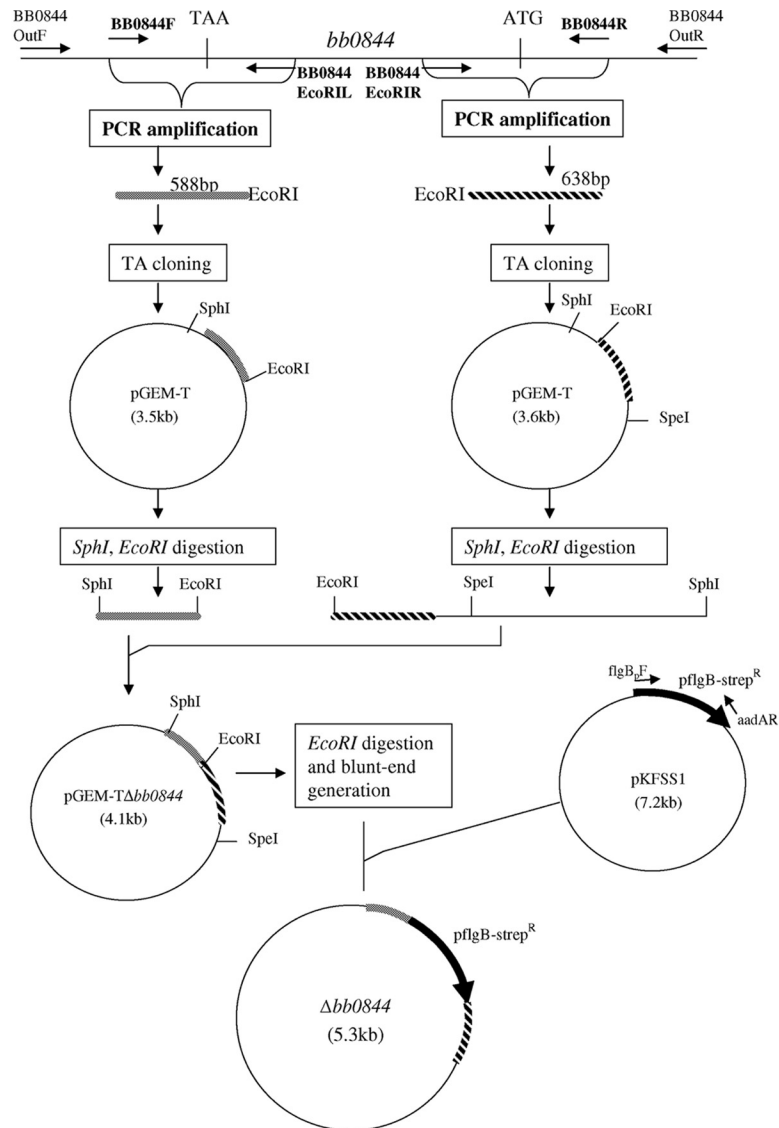 BB0844
OutF
BB0844F
TAA
bb0844
ATG
BB0844R
BB0844
OutR
BB0844
EcoRIL
BB0844
EcoRIR
PCR amplification
PCR amplification
588bp
EcoRI
EcoRI
638bp
TA cloning
TA cloning
SphI
EcoRI
pGEM-T
(3.5kb)
SphI
EcoRI
pGEM-T
(3.6kb)
SpeI
SphI, EcoRI digestion
SphI, EcoRI digestion
SphI
EcoRI
EcoRI
SpeI
SphI
flgBpF
pflgB-strepR
aadAR
pKFSS1
(7.2kb)
SphI
EcoRI
pGEM-TΔbb0844
(4.1kb)
SpeI
EcoRI digestion
and blunt-end
generation
pflgB-strepR
Δbb0844
(5.3kb)